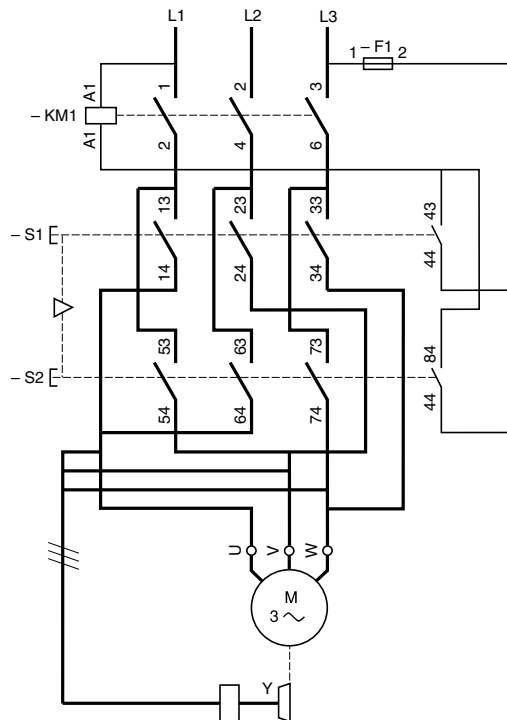 L1 L2 L3
1 – F1 2
A1 1 2 3
– KM1
A1 2 4 6
13 23 33 43
– S1
14 24 34 44
53 63 73 84
– S2
54 64 74 44
U V W
M
3 ~
Y